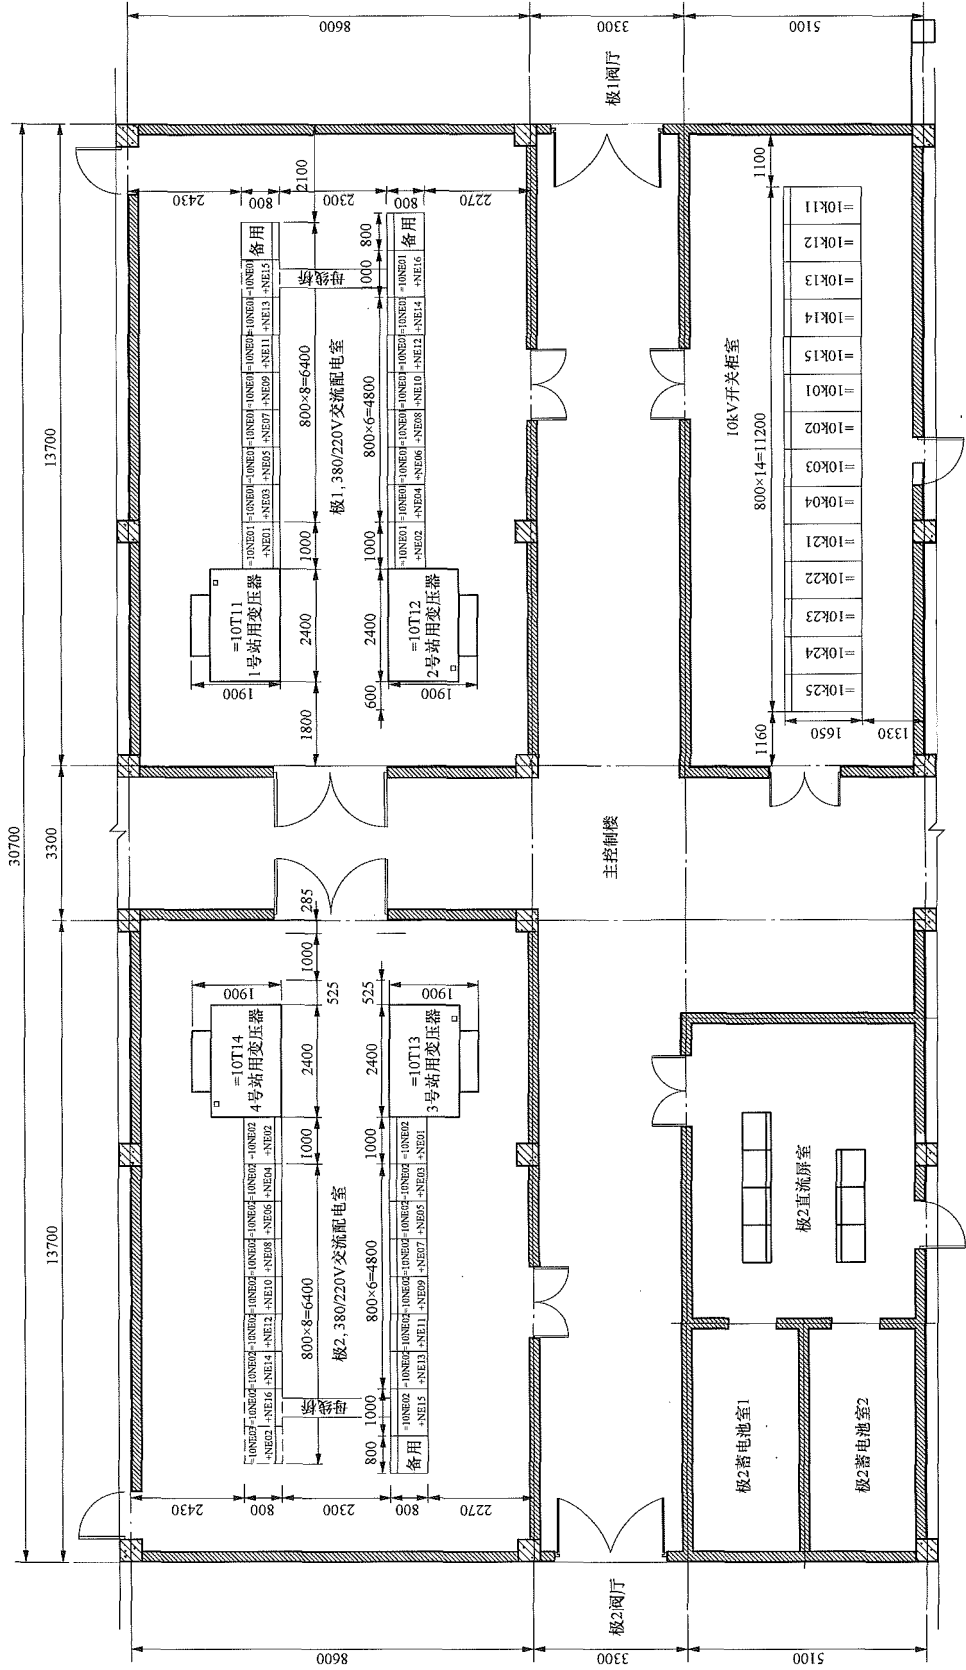 8600
3300
5100
极1阀厅
30700
13700
3300
13700
2430
800
2300
800
2270
2100
1100
备用
=10NE01
+NE15
=10NE01
+NE13
=10NE01
+NE11
=10NE01
+NE09
=10NE01
+NE07
=10NE01
+NE05
=10NE01
+NE03
=10NE01
+NE01
母线桥
800
1000
备用
=10NE01
+NE16
=10NE01
+NE14
=10NE01
+NE12
=10NE01
+NE10
=10NE01
+NE08
=10NE01
+NE06
=10NE01
+NE04
=10NE01
+NE02
800×8=6400
极1, 380/220V交流配电室
800×6=4800
1000
1000
=10T11
1号站用变压器
2400
2400
=10T12
2号站用变压器
1900
1900
1800
600
10kV开关柜室
800×14=11200
=10k11
=10k12
=10k13
=10k14
=10k15
=10k01
=10k02
=10k03
=10k04
=10k21
=10k22
=10k23
=10k24
=10k25
1160
1650
1330
主控制楼
285
1000
525
525
1900
1900
=10T14
4号站用变压器
2400
2400
=10T13
3号站用变压器
1000
1000
-10NE02
+NE02
=10NE02
+NE04
=10NE02
+NE06
=10NE02
+NE08
=10NE02
+NE10
=10NE02
+NE12
=10NE02
+NE14
=10NE02
+NE16
=10NE03
+NE02
800×8=6400
极2, 380/220V交流配电室
800×6=4800
=10NE02
+NE01
=10NE02
+NE03
=10NE02
+NE05
=10NE02
+NE07
=10NE02
+NE09
=10NE02
+NE11
=10NE02
+NE13
=10NE02
+NE15
备用
母线桥
1000
800
2430
800
2300
800
2270
极2直流屏室
极2蓄电池室1
极2蓄电池室2
极2阀厅
8600
3300
5100